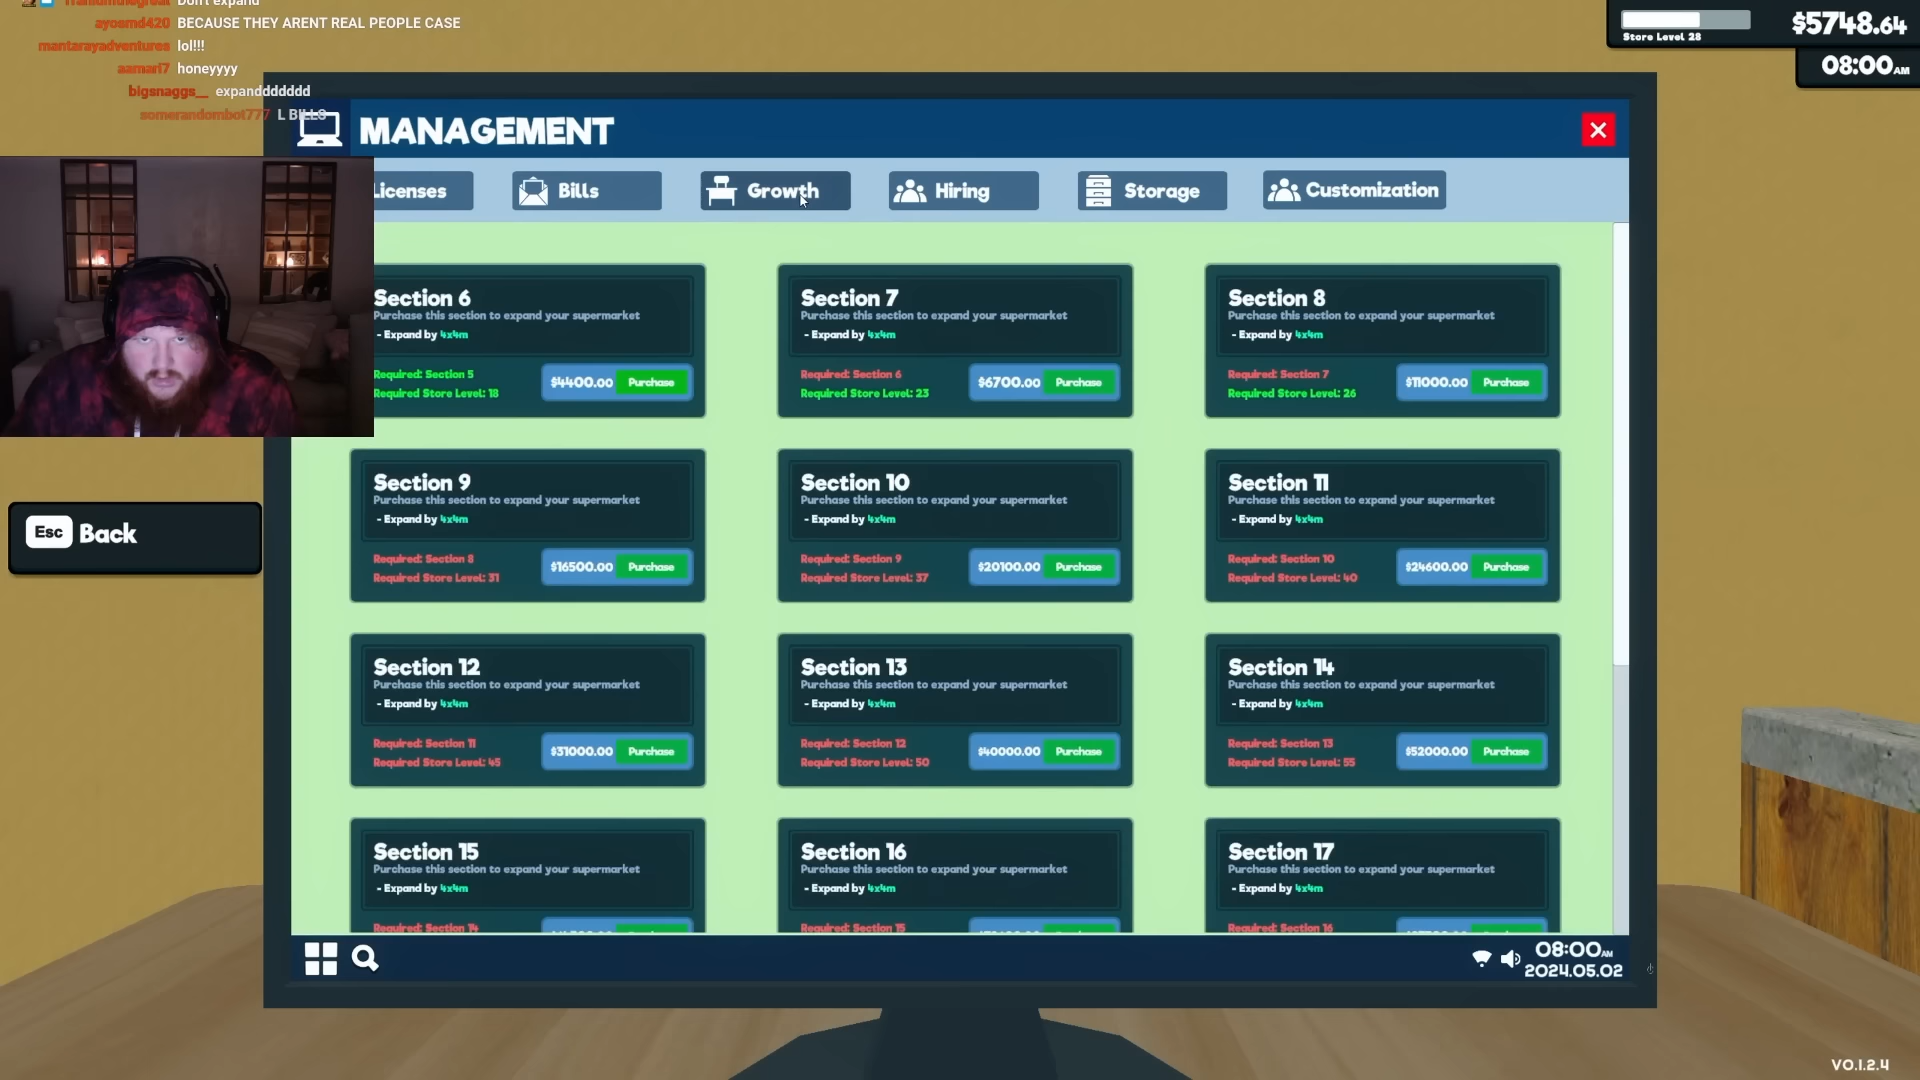 Don't expand
ayosmd420 BECAUSE THEY ARENT REAL PEOPLE CASE
mantarayadventures lol!!!
aamari7 honeyyyy
bigsnaggs__ expandddddd
somerandombot777 L BILLS
$5748.64
Store Level 28
08:00AM
MANAGEMENT
Licenses
Bills
Growth
Hiring
Storage
Customization
Section 6
Purchase this section to expand your supermarket
- Expand by 4x4m
Required: Section 5
Required Store Level: 18
$4400.00 Purchase
Section 7
Purchase this section to expand your supermarket
- Expand by 4x4m
Required: Section 6
Required Store Level: 23
$6700.00 Purchase
Section 8
Purchase this section to expand your supermarket
- Expand by 4x4m
Required: Section 7
Required Store Level: 26
$11000.00 Purchase
Section 9
Purchase this section to expand your supermarket
- Expand by 4x4m
Required: Section 8
Required Store Level: 31
$16500.00 Purchase
Section 10
Purchase this section to expand your supermarket
- Expand by 4x4m
Required: Section 9
Required Store Level: 37
$20100.00 Purchase
Section 11
Purchase this section to expand your supermarket
- Expand by 4x4m
Required: Section 10
Required Store Level: 40
$24600.00 Purchase
Section 12
Purchase this section to expand your supermarket
- Expand by 4x4m
Required: Section 11
Required Store Level: 45
$31000.00 Purchase
Section 13
Purchase this section to expand your supermarket
- Expand by 4x4m
Required: Section 12
Required Store Level: 50
$40000.00 Purchase
Section 14
Purchase this section to expand your supermarket
- Expand by 4x4m
Required: Section 13
Required Store Level: 55
$52000.00 Purchase
Section 15
Purchase this section to expand your supermarket
- Expand by 4x4m
Required: Section 14
Section 16
Purchase this section to expand your supermarket
- Expand by 4x4m
Required: Section 15
Section 17
Purchase this section to expand your supermarket
- Expand by 4x4m
Required: Section 16
Esc Back
08:00AM
2024.05.02
V0.1.2.4